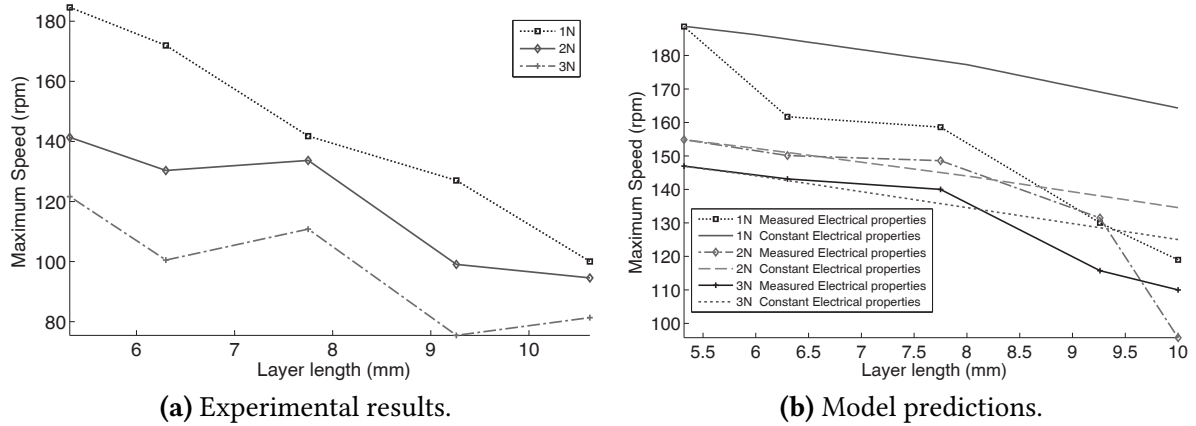 180
160
140
120
100
80
Maximum Speed (rpm)
6
7
8
9
10
Layer length (mm)
1N
2N
3N
(a) Experimental results.
180
170
160
150
140
130
120
110
100
Maximum Speed (rpm)
5.5
6
6.5
7
7.5
8
8.5
9
9.5
10
Layer length (mm)
1N Measured Electrical properties
1N Constant Electrical properties
2N Measured Electrical properties
2N Constant Electrical properties
3N Measured Electrical properties
3N Constant Electrical properties
(b) Model predictions.